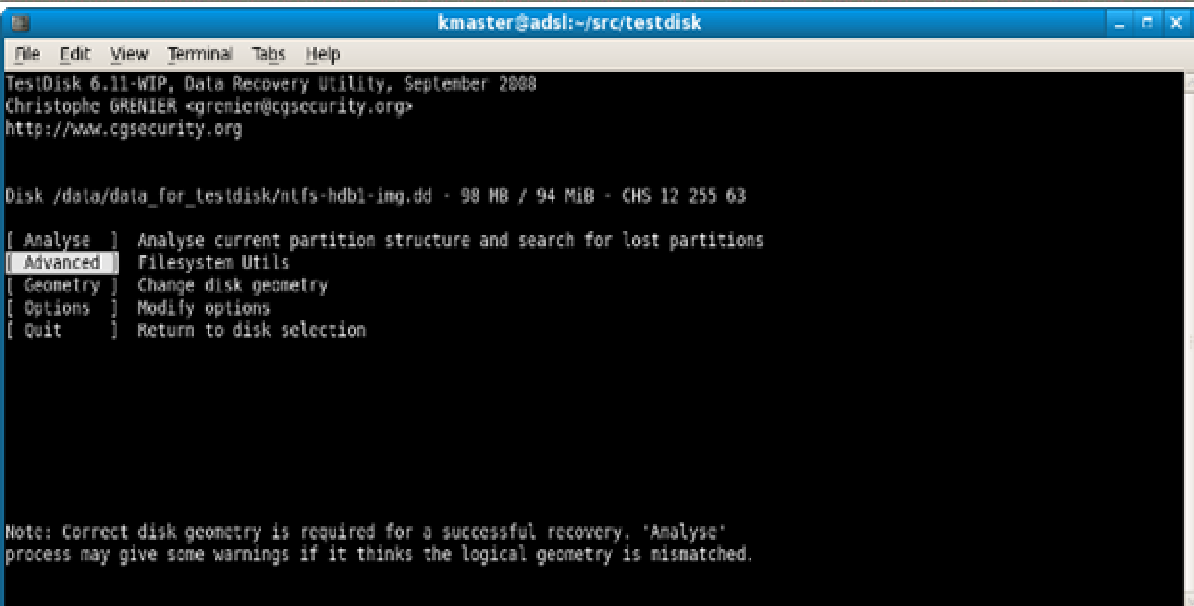 kmaster@adsl:~/src/testdisk
File Edit View Terminal Tabs Help
TestDisk 6.11-WIP, Data Recovery Utility, September 2008
Christophe GRENIER <grenier@cgsecurity.org>
http://www.cgsecurity.org
Disk /data/data_for_testdisk/ntfs-hdb1-img.dd - 98 MB / 94 MiB - CHS 12 255 63
[ Analyse  ]  Analyse current partition structure and search for lost partitions
[ Advanced ]  Filesystem Utils
[ Geometry ]  Change disk geometry
[ Options  ]  Modify options
[ Quit     ]  Return to disk selection
Note: Correct disk geometry is required for a successful recovery. 'Analyse'
process may give some warnings if it thinks the logical geometry is mismatched.